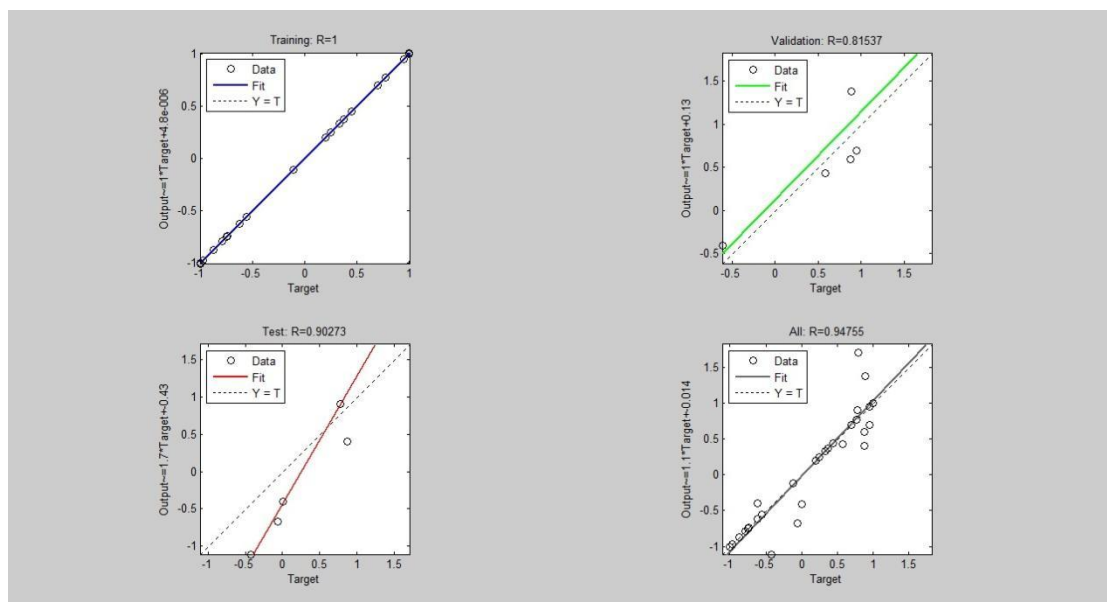 Training: R=1
Data
Fit
Y = T
Output~=1*Target+4.8e-006
1
0.5
0
-0.5
-1
-1 -0.5 0 0.5 1
Target
Validation: R=0.81537
Data
Fit
Y = T
Output~=1*Target+0.13
1.5
1
0.5
0
-0.5
-0.5 0 0.5 1 1.5
Target
Test: R=0.90273
Data
Fit
Y = T
Output~=1.7*Target+-0.43
1.5
1
0.5
0
-0.5
-1
-1 -0.5 0 0.5 1 1.5
Target
All: R=0.94755
Data
Fit
Y = T
Output~=1.1*Target+-0.014
1.5
1
0.5
0
-0.5
-1
-1 -0.5 0 0.5 1 1.5
Target